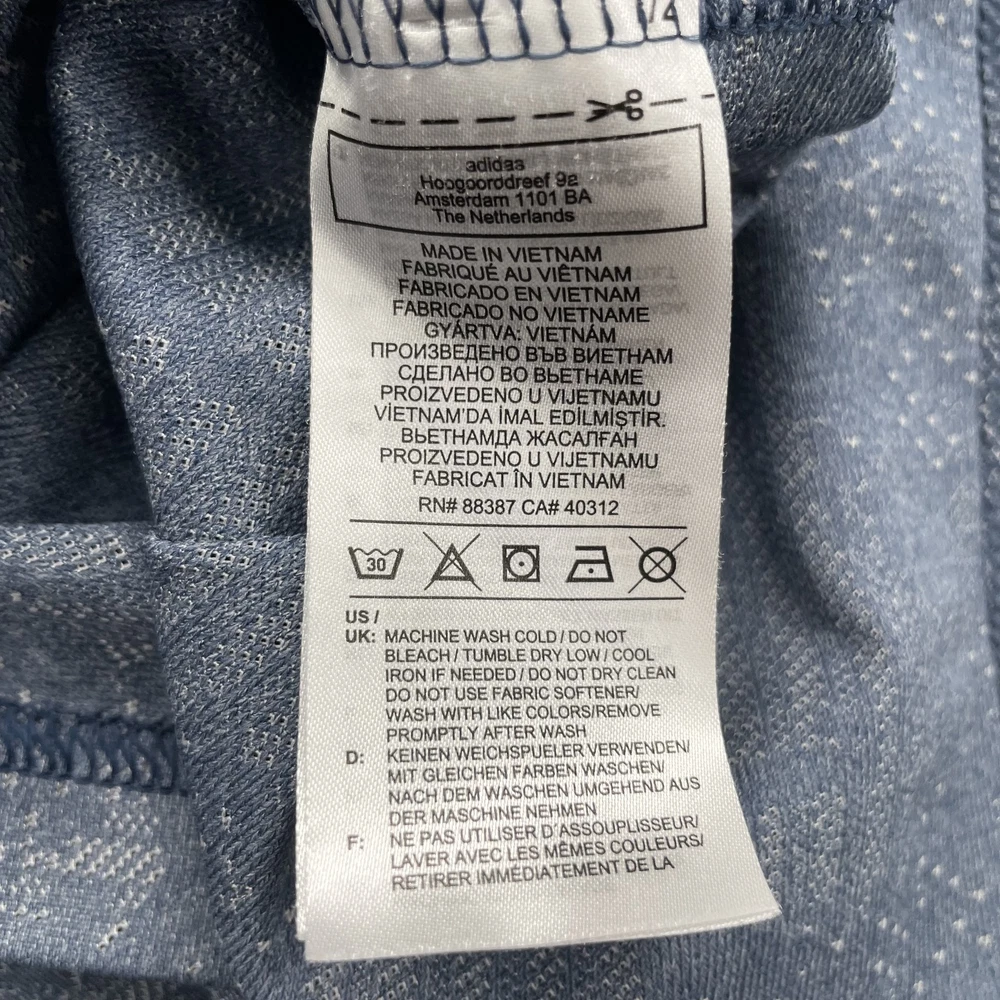 /4
adidas
Hoogoorddreef 9a
Amsterdam 1101 BA
The Netherlands
MADE IN VIETNAM
FABRIQUÉ AU VIÊTNAM
FABRICADO EN VIETNAM
FABRICADO NO VIETNAME
GYÁRTVA: VIETNÁM
ПРОИЗВЕДЕНО ВЪВ ВИЕТНАМ
СДЕЛАНО ВО ВЬЕТНАМЕ
PROIZVEDENO U VIJETNAMU
VİETNAM'DA İMAL EDİLMİŞTİR.
ВЬЕТНАМДА ЖАСАЛҒАН
PROIZVEDENO U VIJETNAMU
FABRICAT ÎN VIETNAM
RN# 88387 CA# 40312
30
US /
UK: MACHINE WASH COLD / DO NOT
BLEACH / TUMBLE DRY LOW / COOL
IRON IF NEEDED / DO NOT DRY CLEAN
DO NOT USE FABRIC SOFTENER/
WASH WITH LIKE COLORS/REMOVE
PROMPTLY AFTER WASH
D: KEINEN WEICHSPUELER VERWENDEN/
MIT GLEICHEN FARBEN WASCHEN/
NACH DEM WASCHEN UMGEHEND AUS
DER MASCHINE NEHMEN
F: NE PAS UTILISER D'ASSOUPLISSEUR/
LAVER AVEC LES MÊMES COULEURS/
RETIRER IMMÉDIATEMENT DE LA